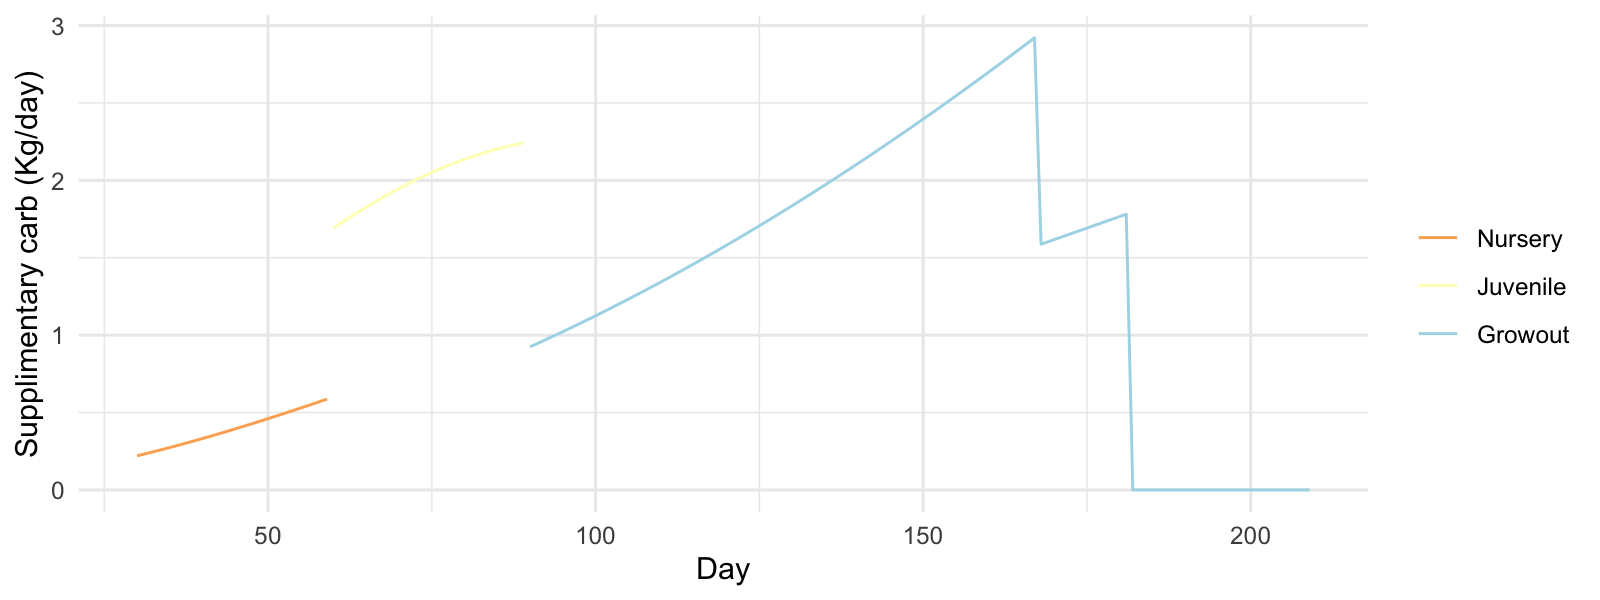 Supplimentary carb (Kg/day)
3
2
1
0
50
100
150
200
Day
Nursery
Juvenile
Growout